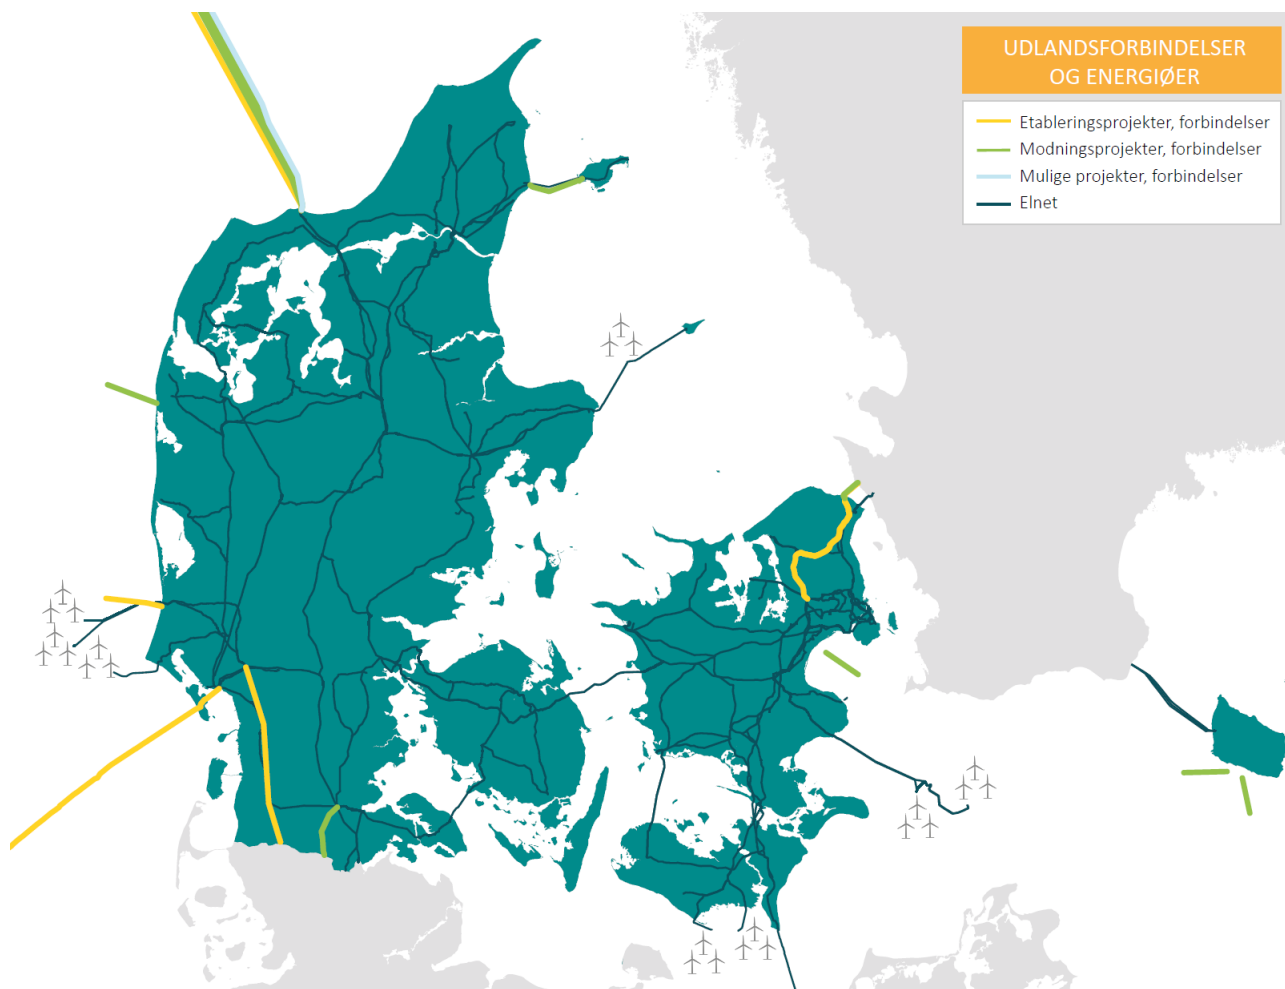 UDLANDSFORBINDELSER
OG ENERGIØER
Etableringsprojekter, forbindelser
Modningsprojekter, forbindelser
Mulige projekter, forbindelser
Elnet